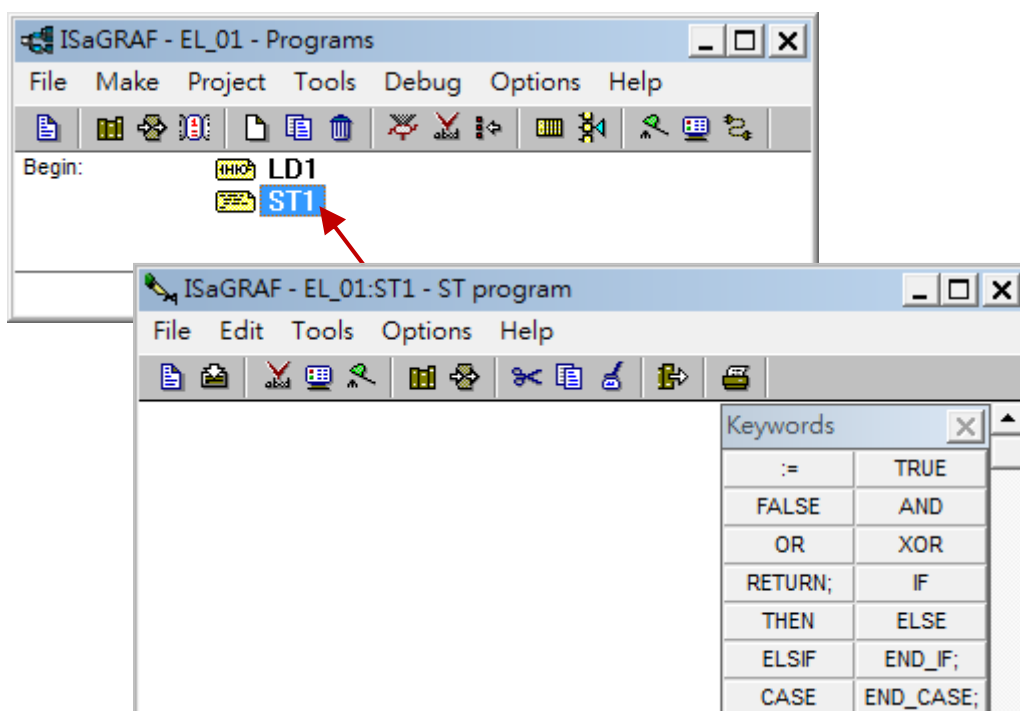 ISaGRAF - EL_01 - Programs
File Make Project Tools Debug Options Help
Begin: LD1
ST1
ISaGRAF - EL_01:ST1 - ST program
File Edit Tools Options Help
Keywords
:= TRUE
FALSE AND
OR XOR
RETURN; IF
THEN ELSE
ELSIF END_IF;
CASE END_CASE;